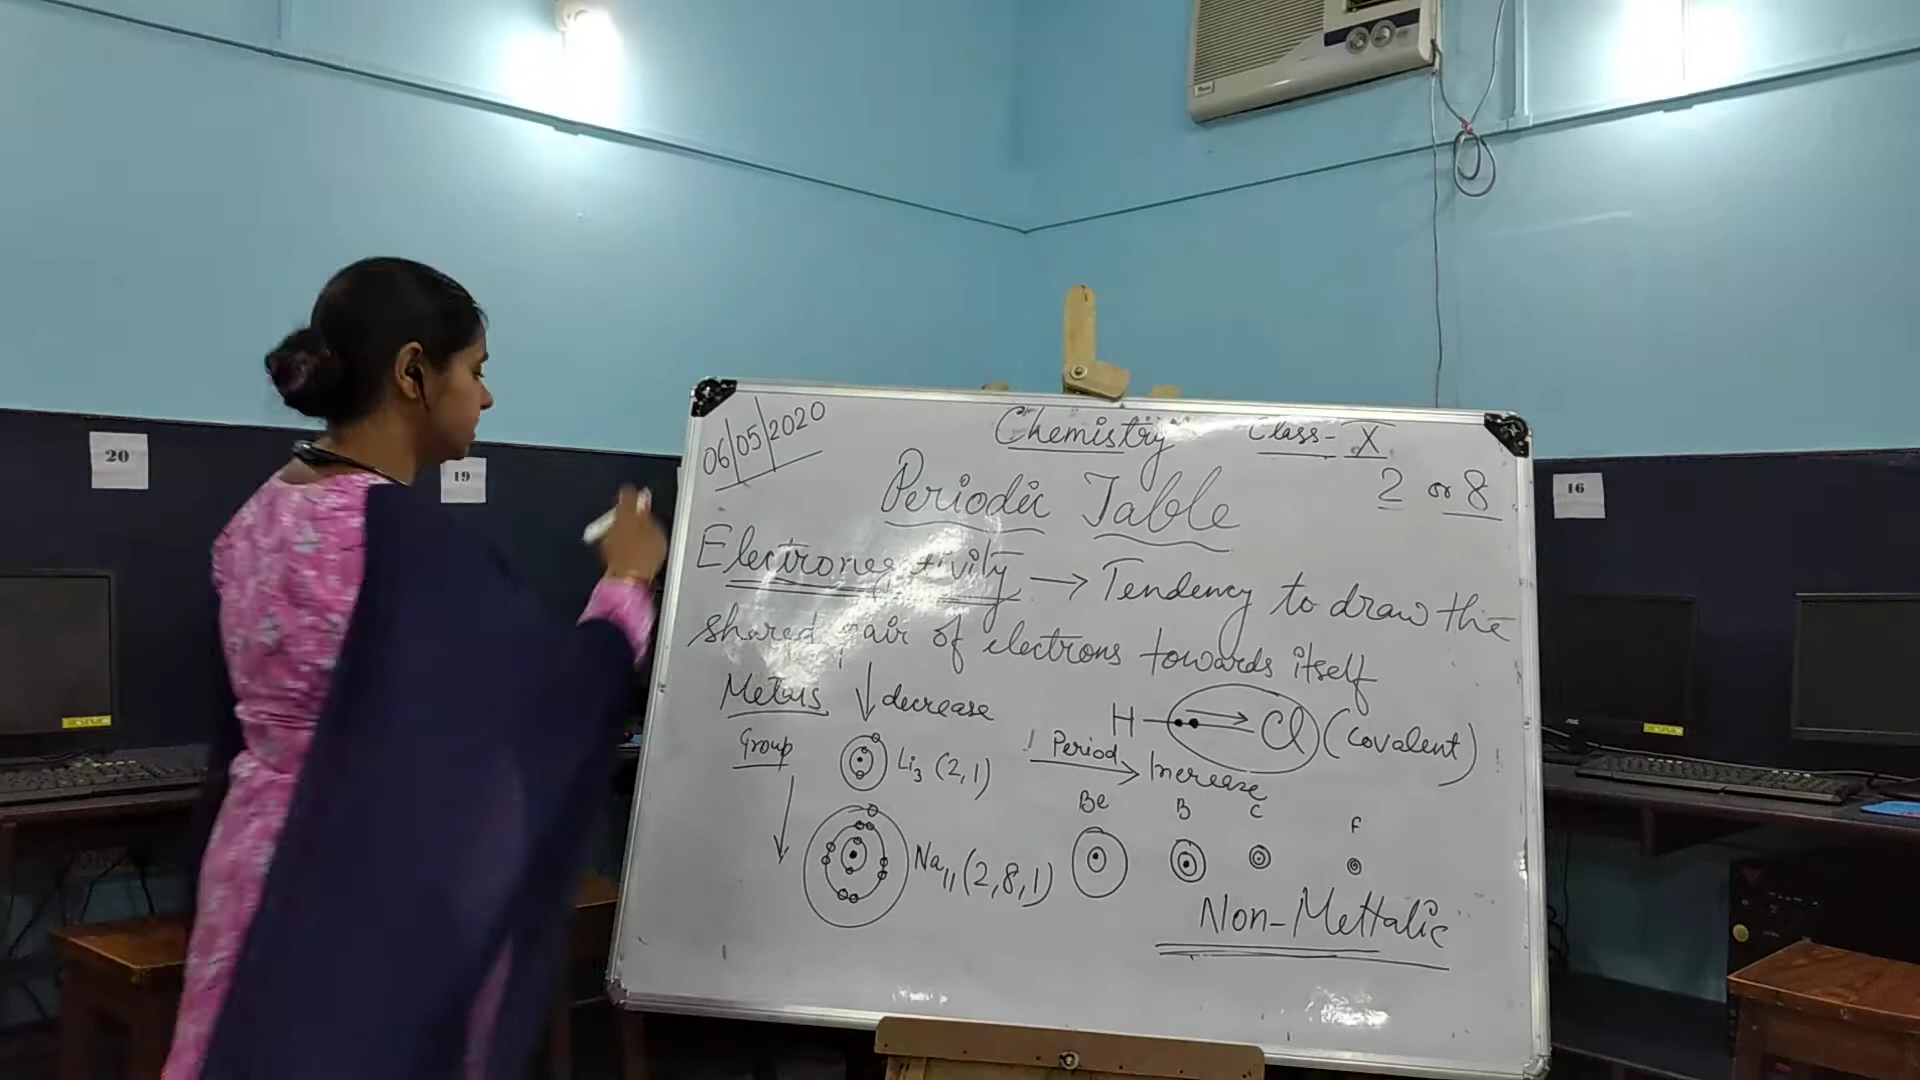 20
19
16
06/05/2020
Chemistry Class- X
2 or 8
Periodic Table
Electronegativity → Tendency to draw the
shared pair of electrons towards itself
Metals ↓ decrease
H — Cl (covalent)
Group
Li3 (2,1)
Period → Increase
Be B C F
Na11 (2,8,1)
Non-Mettalic